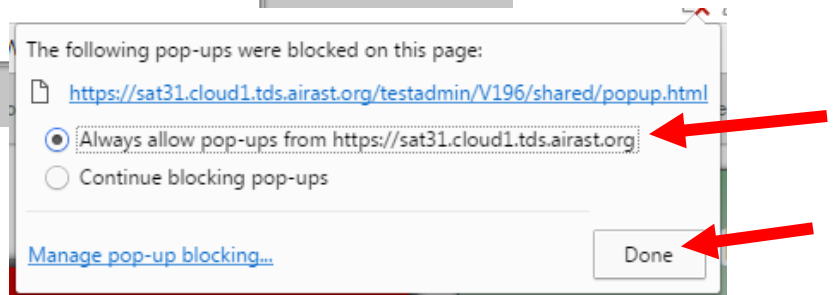 The following pop-ups were blocked on this page:
https://sat31.cloud1.tds.airast.org/testadmin/V196/shared/popup.html
Always allow pop-ups from https://sat31.cloud1.tds.airast.org
Continue blocking pop-ups
Manage pop-up blocking...
Done